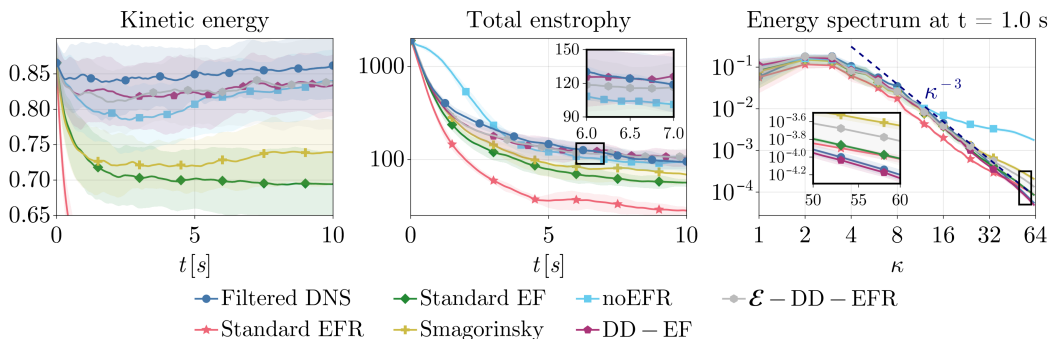 Kinetic energy
Total enstrophy
Energy spectrum at t = 1.0 s
0.85
0.80
0.75
0.70
0.65
0
5
10
t[s]
1000
100
0
5
10
t[s]
150
120
90
6.0
6.5
7.0
10⁻¹
10⁻²
10⁻³
10⁻⁴
κ⁻³
10⁻³·⁶
10⁻³·⁸
10⁻⁴·⁰
10⁻⁴·²
50
55
60
1
2
4
8
16
32
64
κ
Filtered DNS
Standard EF
noEFR
ℰ − DD − EFR
Standard EFR
Smagorinsky
DD − EF